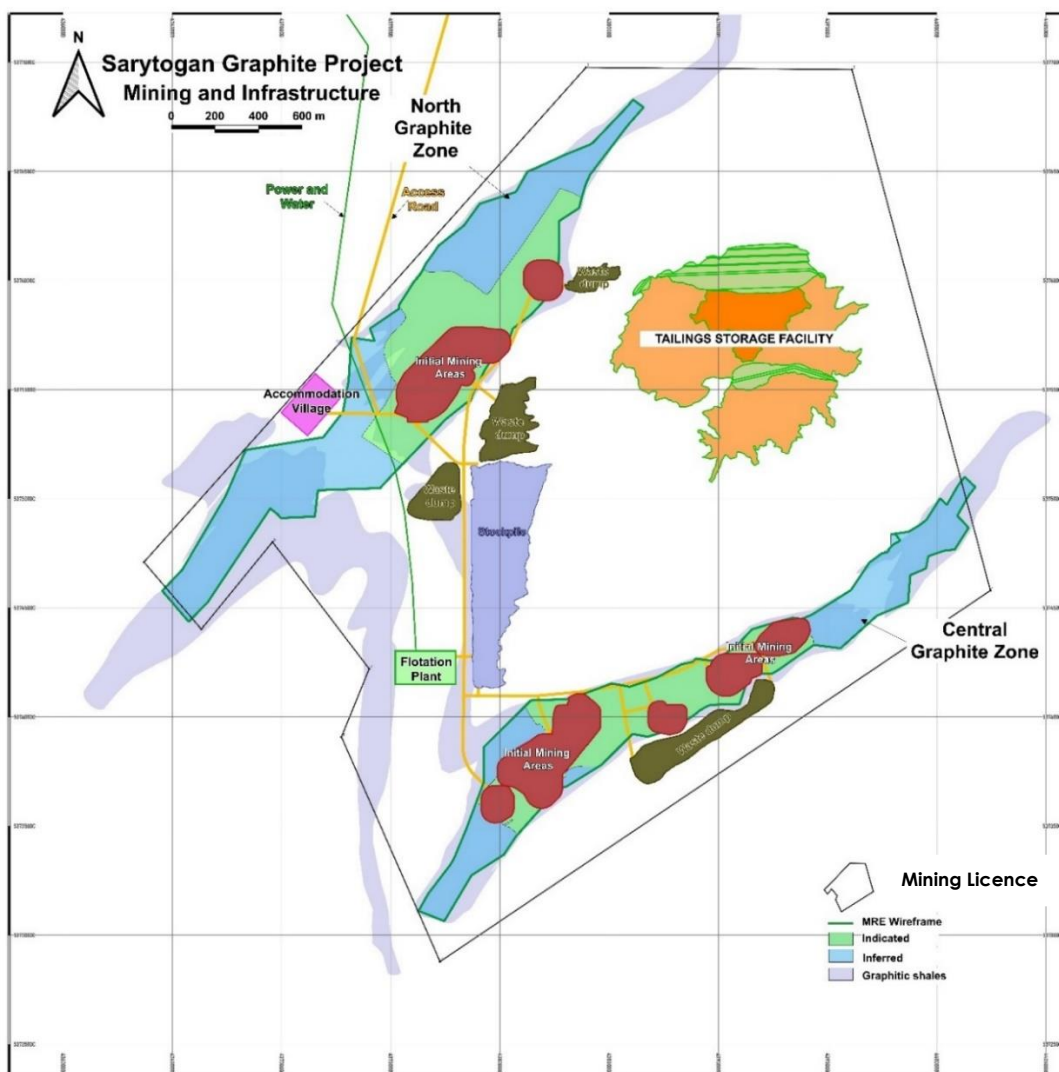 N
Sarytogan Graphite Project
Mining and Infrastructure
0 200 400 600 m
North
Graphite
Zone
Power and
Water
Access
Road
Waste
dump
TAILINGS STORAGE FACILITY
Initial Mining
Areas
Accommodation
Village
Waste
dump
Waste
dump
Stockpile
Flotation
Plant
Initial Mining
Areas
Central
Graphite Zone
Waste dump
Initial Mining
Areas
Mining Licence
MRE Wireframe
Indicated
Inferred
Graphitic shales